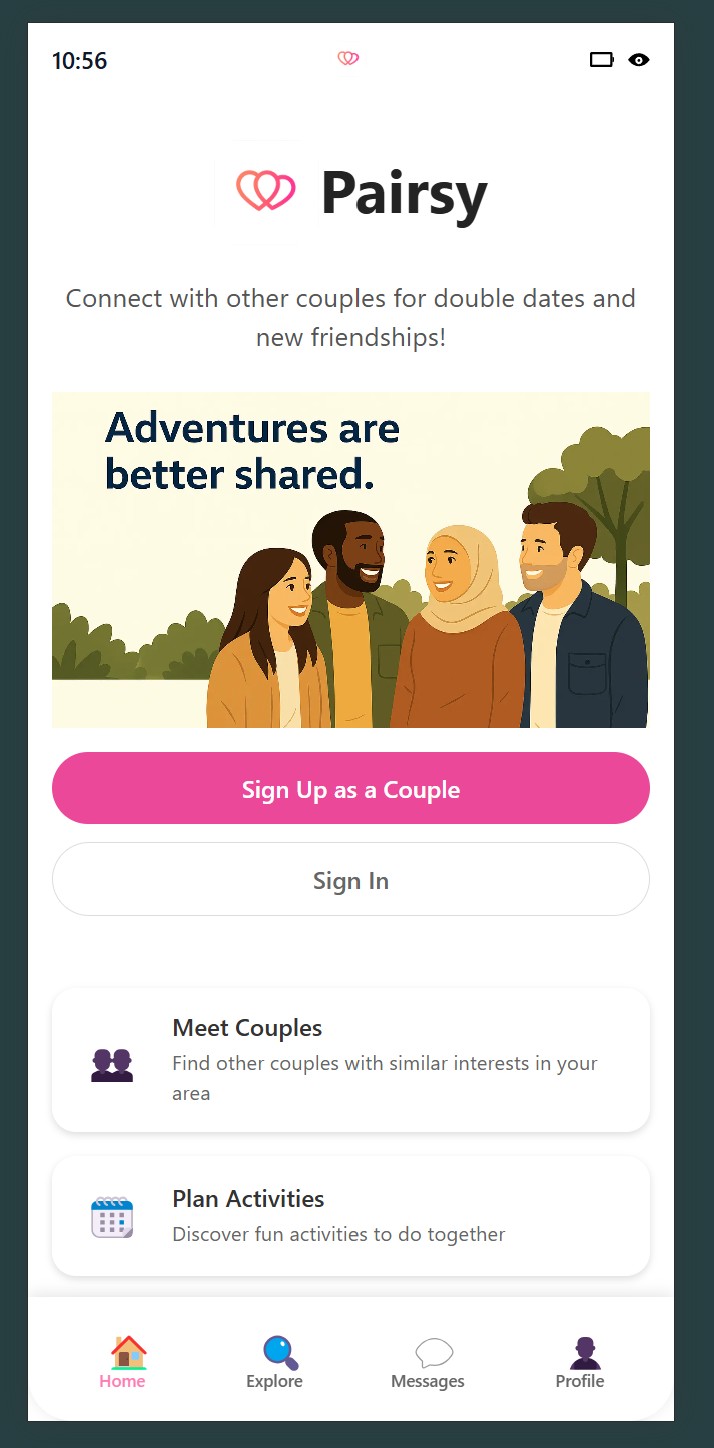 10:56
Pairsy
Connect with other couples for double dates and
new friendships!
Adventures are
better shared.
Sign Up as a Couple
Sign In
Meet Couples
Find other couples with similar interests in your
area
Plan Activities
Discover fun activities to do together
Home
Explore
Messages
Profile